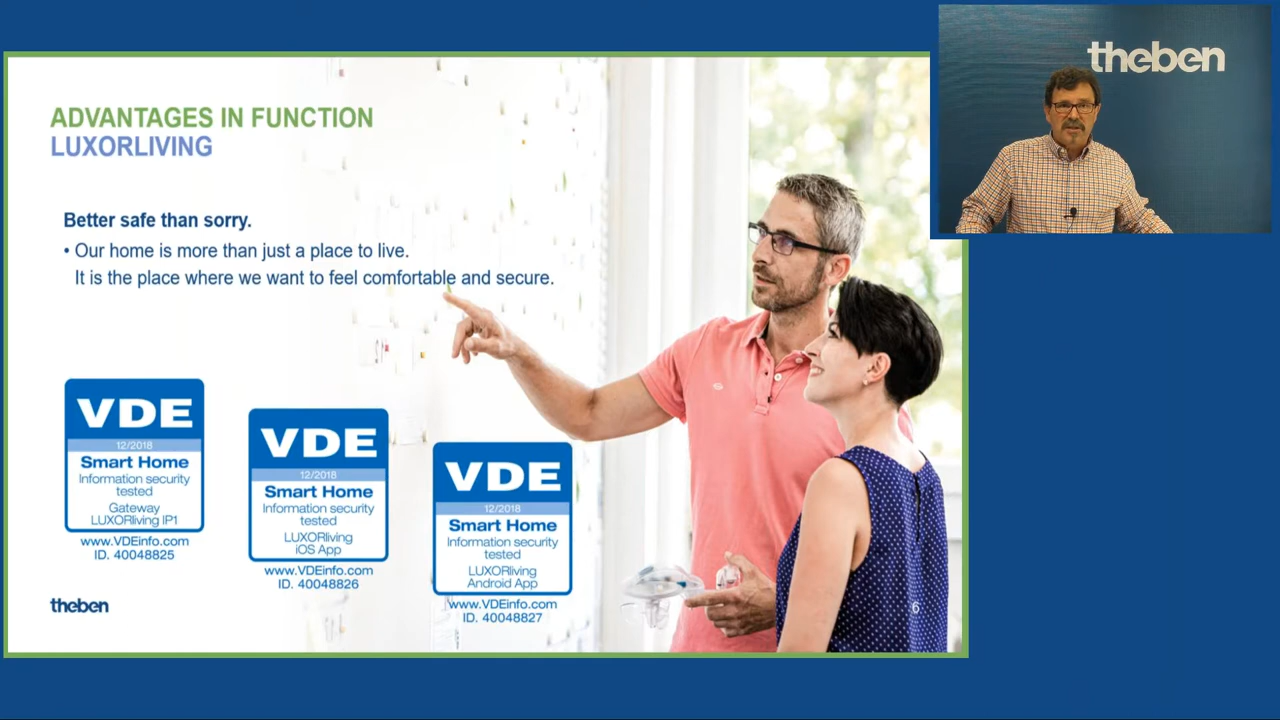 theben
ADVANTAGES IN FUNCTION
LUXORLIVING
Better safe than sorry.
• Our home is more than just a place to live.
It is the place where we want to feel comfortable and secure.
VDE
12/2018
Smart Home
Information security
tested
Gateway
LUXORliving IP1
www.VDEinfo.com
ID. 40048825
VDE
12/2018
Smart Home
Information security
tested
LUXORliving
iOS App
www.VDEinfo.com
ID. 40048826
VDE
12/2018
Smart Home
Information security
tested
LUXORliving
Android App
www.VDEinfo.com
ID. 40048827
theben
6